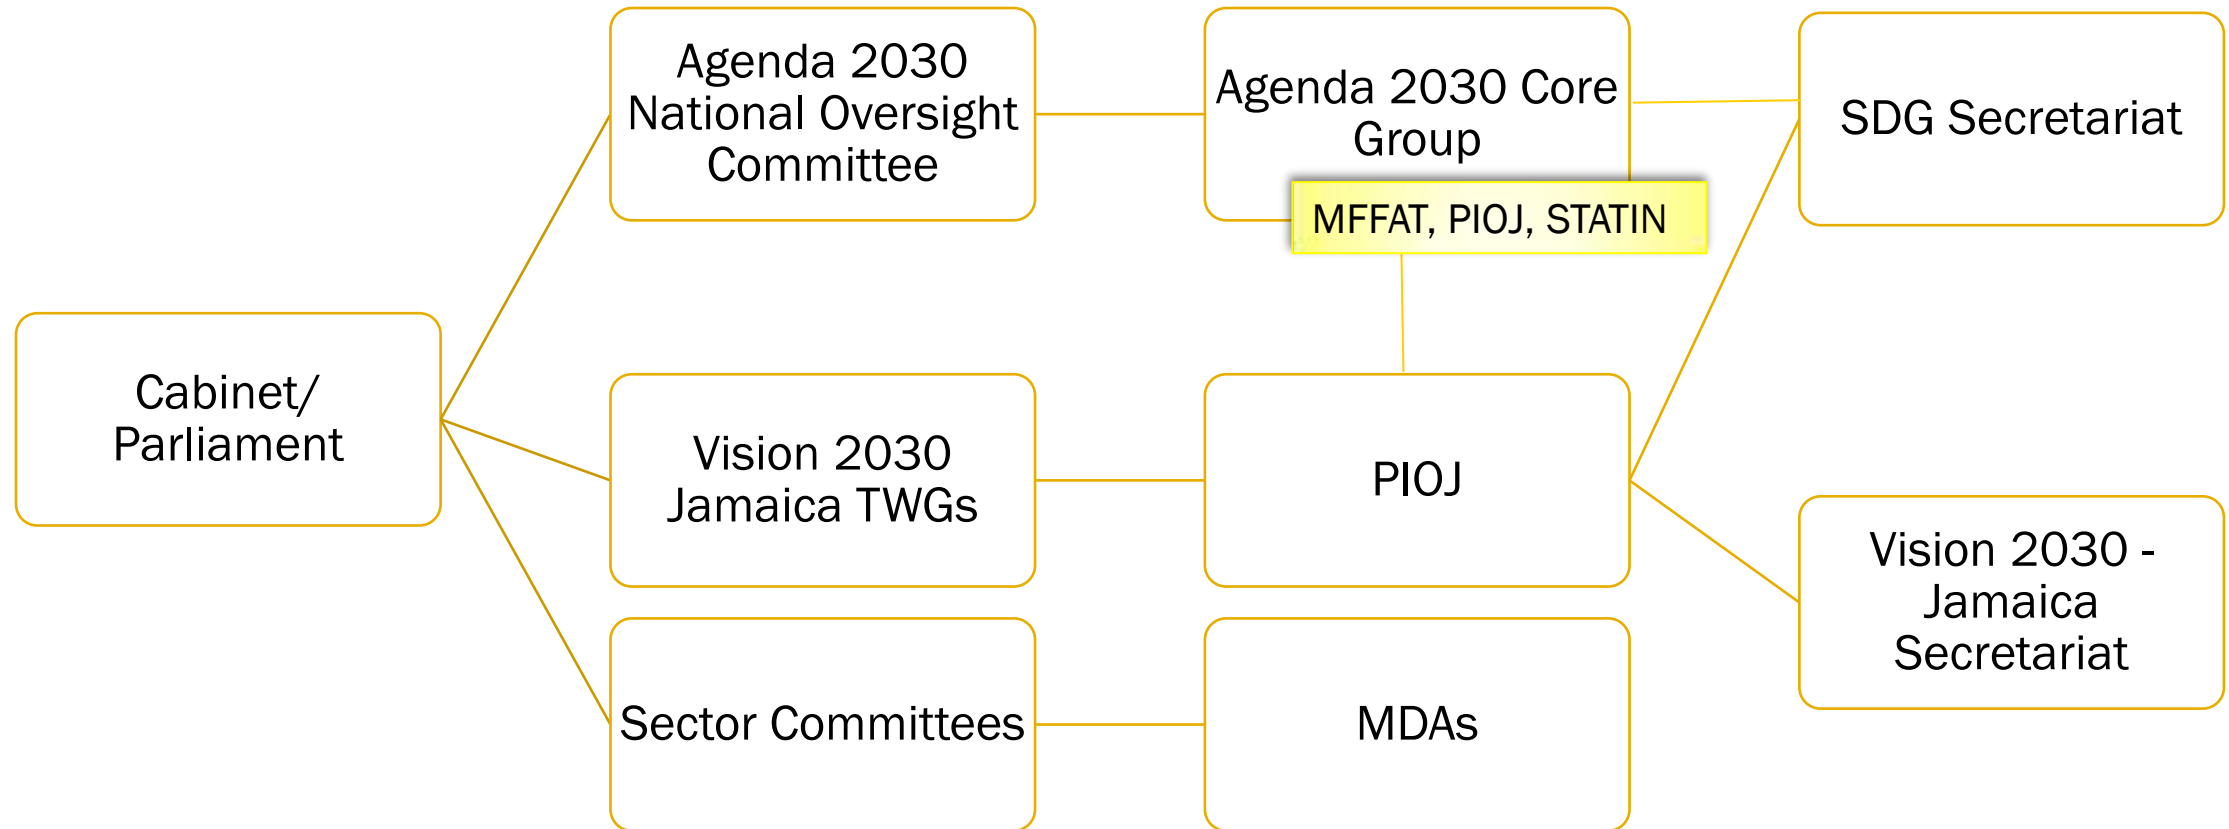 Agenda 2030
National Oversight
Committee
Agenda 2030 Core
Group
MFFAT, PIOJ, STATIN
SDG Secretariat
Cabinet/
Parliament
Vision 2030
Jamaica TWGs
PIOJ
Vision 2030 -
Jamaica
Secretariat
Sector Committees
MDAs